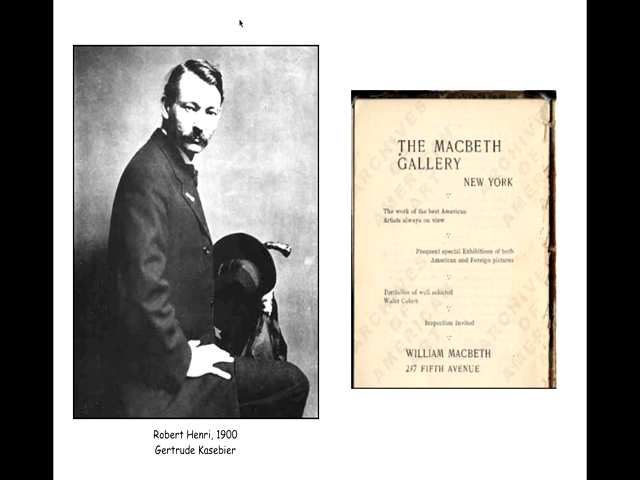 THE MACBETH
GALLERY
NEW YORK
The work of the best American
Artists always on view
Frequent special Exhibitions of both
American and Foreign pictures
Portfolios of well selected
Water Colors
Inspection Invited
WILLIAM MACBETH
237 FIFTH AVENUE
Robert Henri, 1900
Gertrude Kasebier